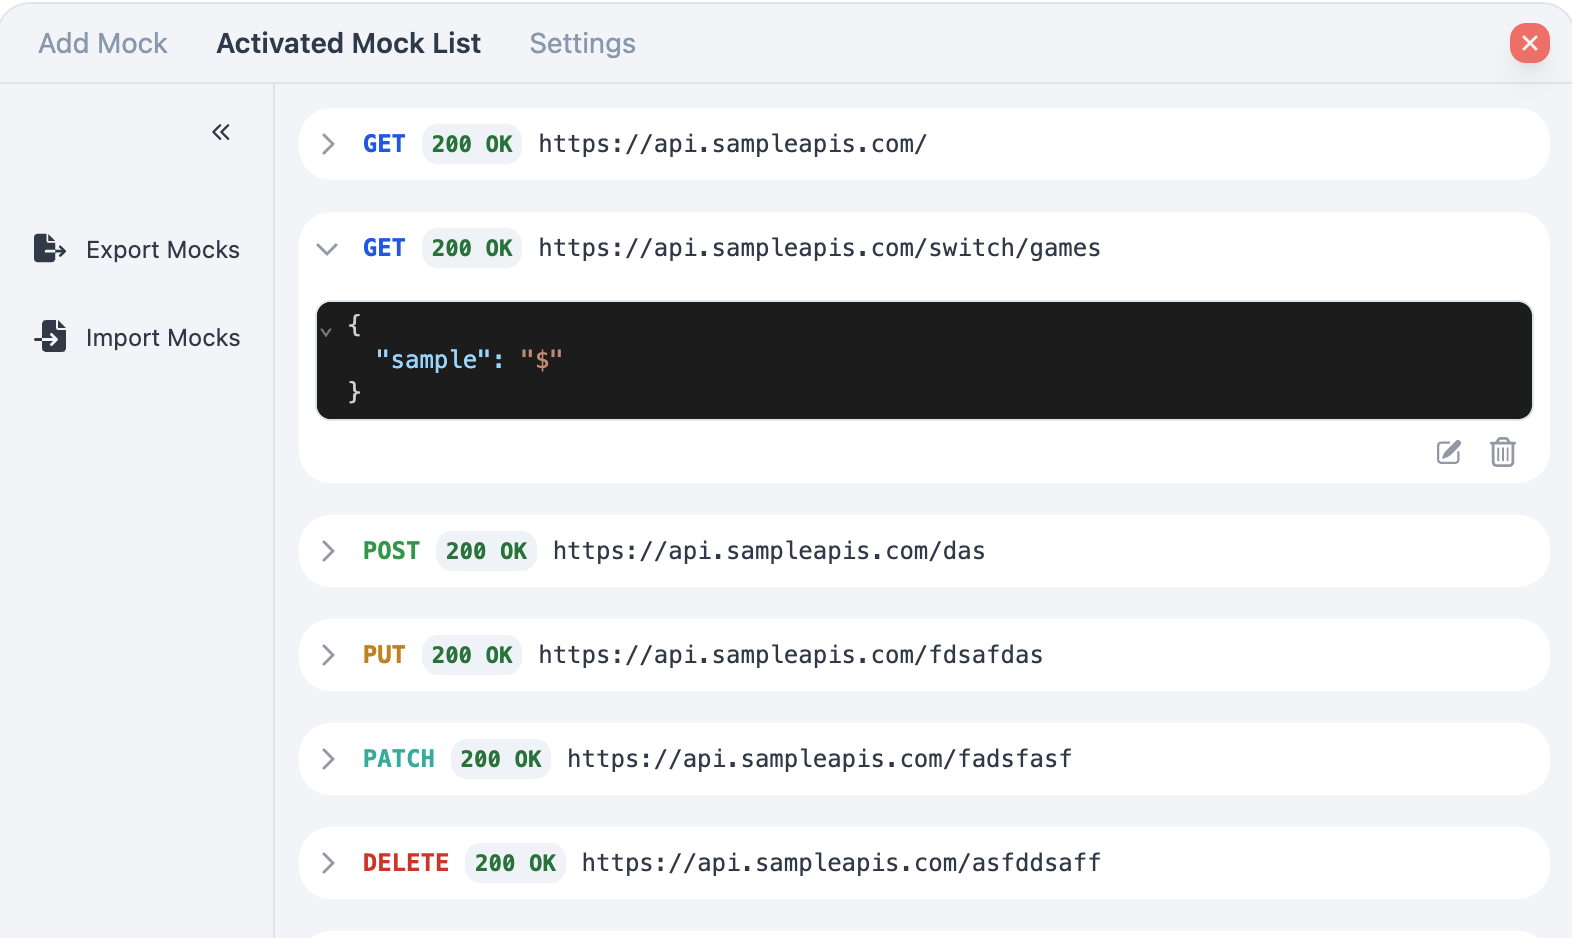 Add Mock Activated Mock List Settings
Export Mocks
Import Mocks
GET 200 OK https://api.sampleapis.com/
GET 200 OK https://api.sampleapis.com/switch/games
{
"sample": "$"
}
POST 200 OK https://api.sampleapis.com/das
PUT 200 OK https://api.sampleapis.com/fdsafdas
PATCH 200 OK https://api.sampleapis.com/fadsfasf
DELETE 200 OK https://api.sampleapis.com/asfddsaff